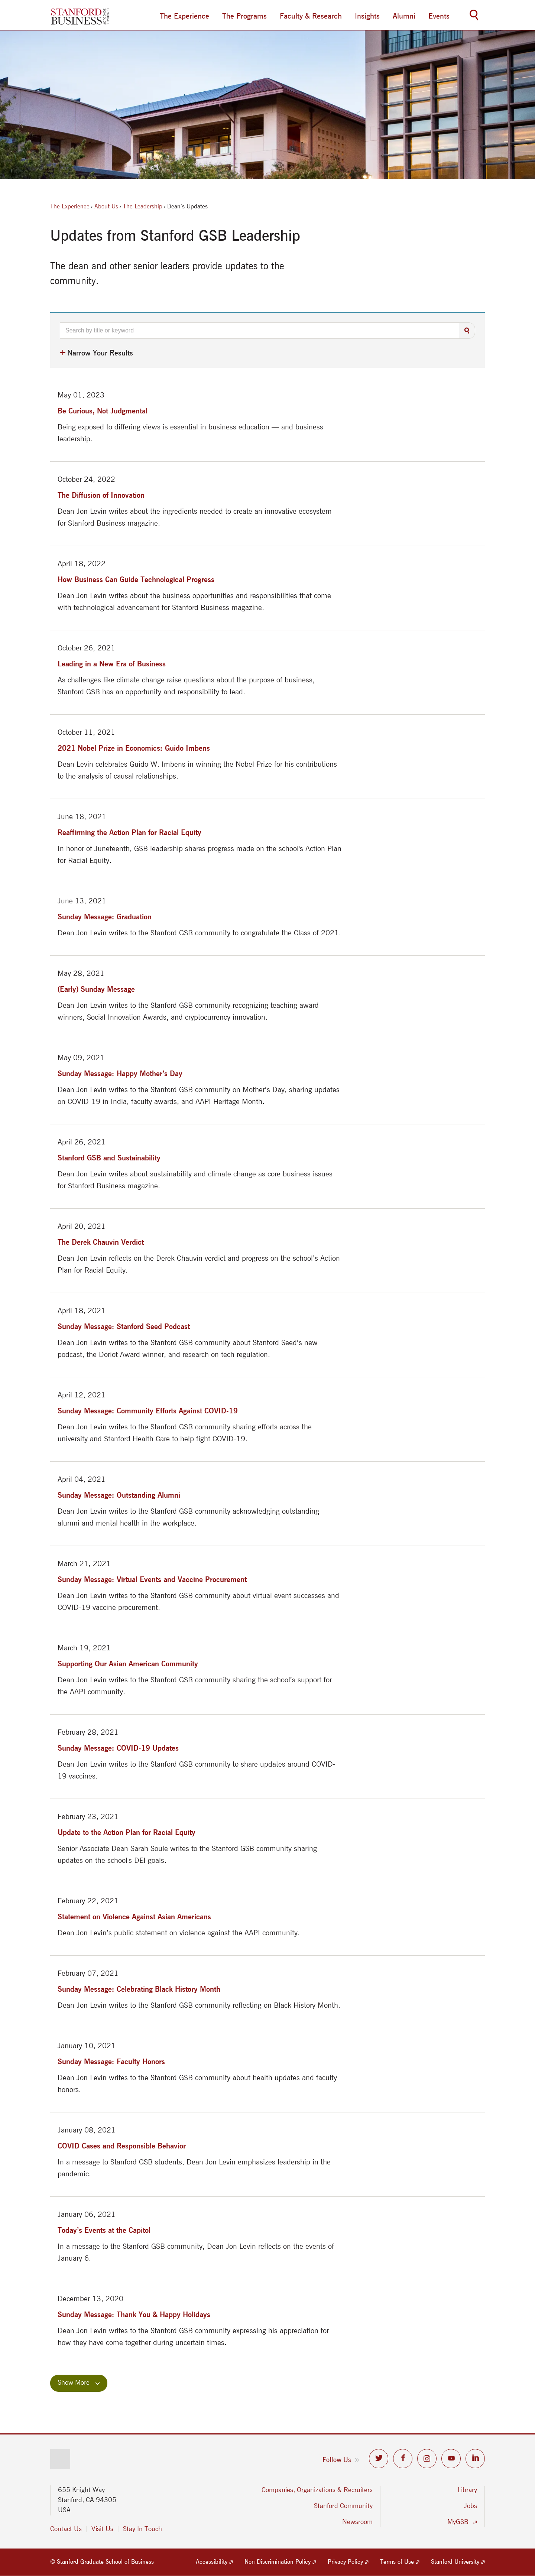 STANFORD
BUSINESS
The Experience The Programs Faculty & Research Insights Alumni Events
The Experience › About Us › The Leadership › Dean's Updates
Updates from Stanford GSB Leadership
The dean and other senior leaders provide updates to the
community.
Search by title or keyword
+ Narrow Your Results
May 01, 2023
Be Curious, Not Judgmental
Being exposed to differing views is essential in business education — and business
leadership.
October 24, 2022
The Diffusion of Innovation
Dean Jon Levin writes about the ingredients needed to create an innovative ecosystem
for Stanford Business magazine.
April 18, 2022
How Business Can Guide Technological Progress
Dean Jon Levin writes about the business opportunities and responsibilities that come
with technological advancement for Stanford Business magazine.
October 26, 2021
Leading in a New Era of Business
As challenges like climate change raise questions about the purpose of business,
Stanford GSB has an opportunity and responsibility to lead.
October 11, 2021
2021 Nobel Prize in Economics: Guido Imbens
Dean Levin celebrates Guido W. Imbens in winning the Nobel Prize for his contributions
to the analysis of causal relationships.
June 18, 2021
Reaffirming the Action Plan for Racial Equity
In honor of Juneteenth, GSB leadership shares progress made on the school's Action Plan
for Racial Equity.
June 13, 2021
Sunday Message: Graduation
Dean Jon Levin writes to the Stanford GSB community to congratulate the Class of 2021.
May 28, 2021
(Early) Sunday Message
Dean Jon Levin writes to the Stanford GSB community recognizing teaching award
winners, Social Innovation Awards, and cryptocurrency innovation.
May 09, 2021
Sunday Message: Happy Mother's Day
Dean Jon Levin writes to the Stanford GSB community on Mother's Day, sharing updates
on COVID-19 in India, faculty awards, and AAPI Heritage Month.
April 26, 2021
Stanford GSB and Sustainability
Dean Jon Levin writes about sustainability and climate change as core business issues
for Stanford Business magazine.
April 20, 2021
The Derek Chauvin Verdict
Dean Jon Levin reflects on the Derek Chauvin verdict and progress on the school's Action
Plan for Racial Equity.
April 18, 2021
Sunday Message: Stanford Seed Podcast
Dean Jon Levin writes to the Stanford GSB community about Stanford Seed's new
podcast, the Doriot Award winner, and research on tech regulation.
April 12, 2021
Sunday Message: Community Efforts Against COVID-19
Dean Jon Levin writes to the Stanford GSB community sharing efforts across the
university and Stanford Health Care to help fight COVID-19.
April 04, 2021
Sunday Message: Outstanding Alumni
Dean Jon Levin writes to the Stanford GSB community acknowledging outstanding
alumni and mental health in the workplace.
March 21, 2021
Sunday Message: Virtual Events and Vaccine Procurement
Dean Jon Levin writes to the Stanford GSB community about virtual event successes and
COVID-19 vaccine procurement.
March 19, 2021
Supporting Our Asian American Community
Dean Jon Levin writes to the Stanford GSB community sharing the school's support for
the AAPI community.
February 28, 2021
Sunday Message: COVID-19 Updates
Dean Jon Levin writes to the Stanford GSB community to share updates around COVID-
19 vaccines.
February 23, 2021
Update to the Action Plan for Racial Equity
Senior Associate Dean Sarah Soule writes to the Stanford GSB community sharing
updates on the school's DEI goals.
February 22, 2021
Statement on Violence Against Asian Americans
Dean Jon Levin's public statement on violence against the AAPI community.
February 07, 2021
Sunday Message: Celebrating Black History Month
Dean Jon Levin writes to the Stanford GSB community reflecting on Black History Month.
January 10, 2021
Sunday Message: Faculty Honors
Dean Jon Levin writes to the Stanford GSB community about health updates and faculty
honors.
January 08, 2021
COVID Cases and Responsible Behavior
In a message to Stanford GSB students, Dean Jon Levin emphasizes leadership in the
pandemic.
January 06, 2021
Today's Events at the Capitol
In a message to the Stanford GSB community, Dean Jon Levin reflects on the events of
January 6.
December 13, 2020
Sunday Message: Thank You & Happy Holidays
Dean Jon Levin writes to the Stanford GSB community expressing his appreciation for
how they have come together during uncertain times.
Show More
Follow Us
655 Knight Way
Stanford, CA 94305
USA
Contact Us Visit Us Stay In Touch
Companies, Organizations & Recruiters
Stanford Community
Newsroom
Library
Jobs
MyGSB
© Stanford Graduate School of Business Accessibility Non-Discrimination Policy Privacy Policy Terms of Use Stanford University